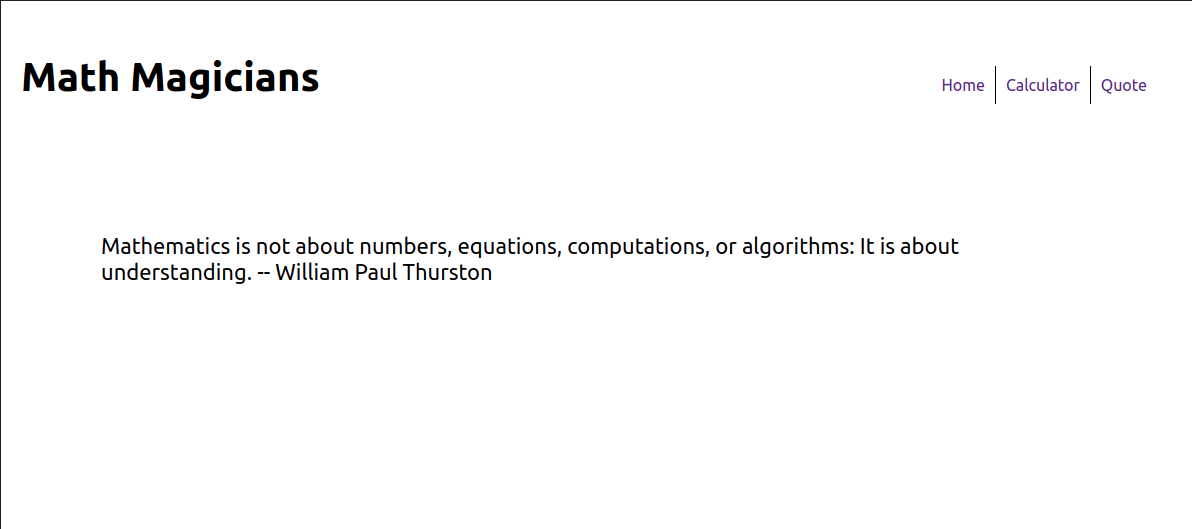 Math Magicians
Home
Calculator
Quote
Mathematics is not about numbers, equations, computations, or algorithms: It is about
understanding. -- William Paul Thurston